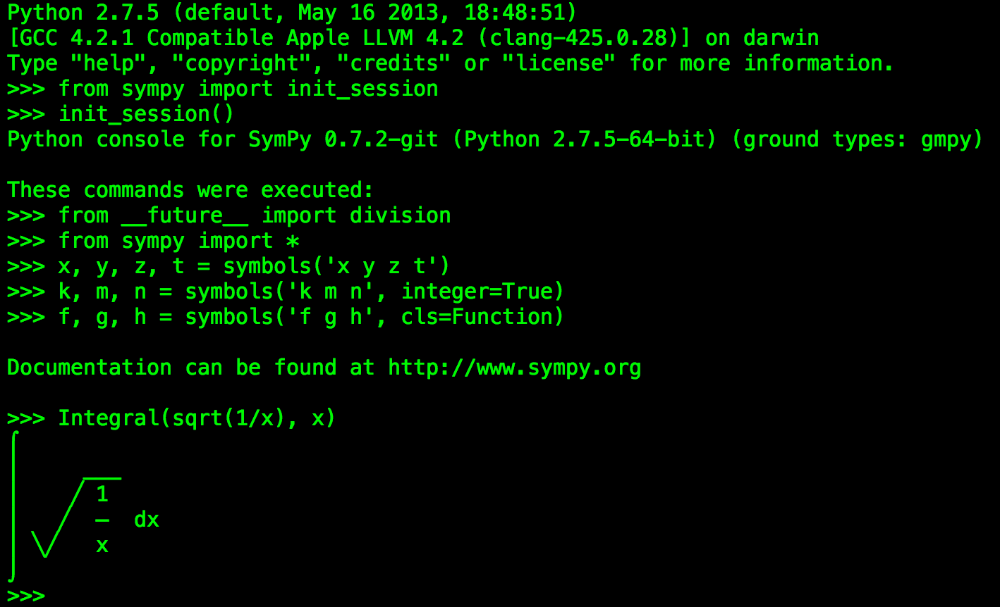 Python 2.7.5 (default, May 16 2013, 18:48:51)
[GCC 4.2.1 Compatible Apple LLVM 4.2 (clang-425.0.28)] on darwin
Type "help", "copyright", "credits" or "license" for more information.
>>> from sympy import init_session
>>> init_session()
Python console for SymPy 0.7.2-git (Python 2.7.5-64-bit) (ground types: gmpy)

These commands were executed:
>>> from __future__ import division
>>> from sympy import *
>>> x, y, z, t = symbols('x y z t')
>>> k, m, n = symbols('k m n', integer=True)
>>> f, g, h = symbols('f g h', cls=Function)

Documentation can be found at http://www.sympy.org

>>> Integral(sqrt(1/x), x)
⌠
⎮     ___
⎮    ╱ 1
⎮   ╱  ─  dx
⎮ ╲╱   x
⌡
>>>